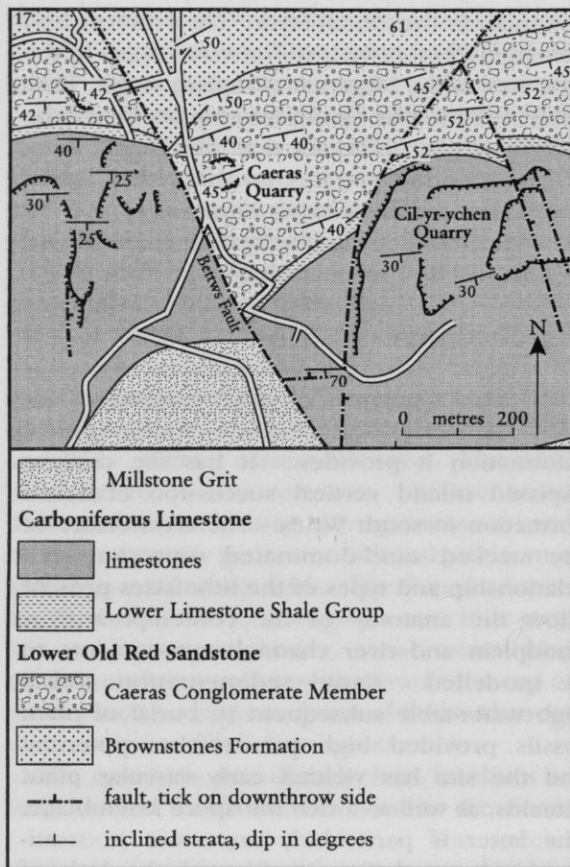 17
61
50
45
42
50
52
42
45
40
40
40
52
52
40
25
45
Caeras
Quarry
30
40
Cil-yr-ychen
Quarry
25
30
30
Bettws Fault
N
70
0 metres 200
Millstone Grit
Carboniferous Limestone
limestones
Lower Limestone Shale Group
Lower Old Red Sandstone
Caeras Conglomerate Member
Brownstones Formation
fault, tick on downthrow side
inclined strata, dip in degrees